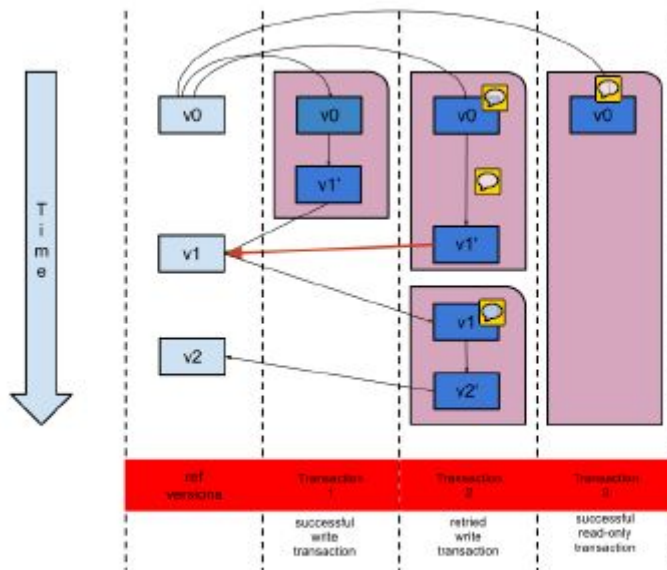 v0
v0
v0
v0
v1'
Time
v1
v1'
v1
v2
v2'
ref
versions
Transaction
1
Transaction
2
Transaction
3
successful
write
transaction
retried
write
transaction
successful
read-only
transaction